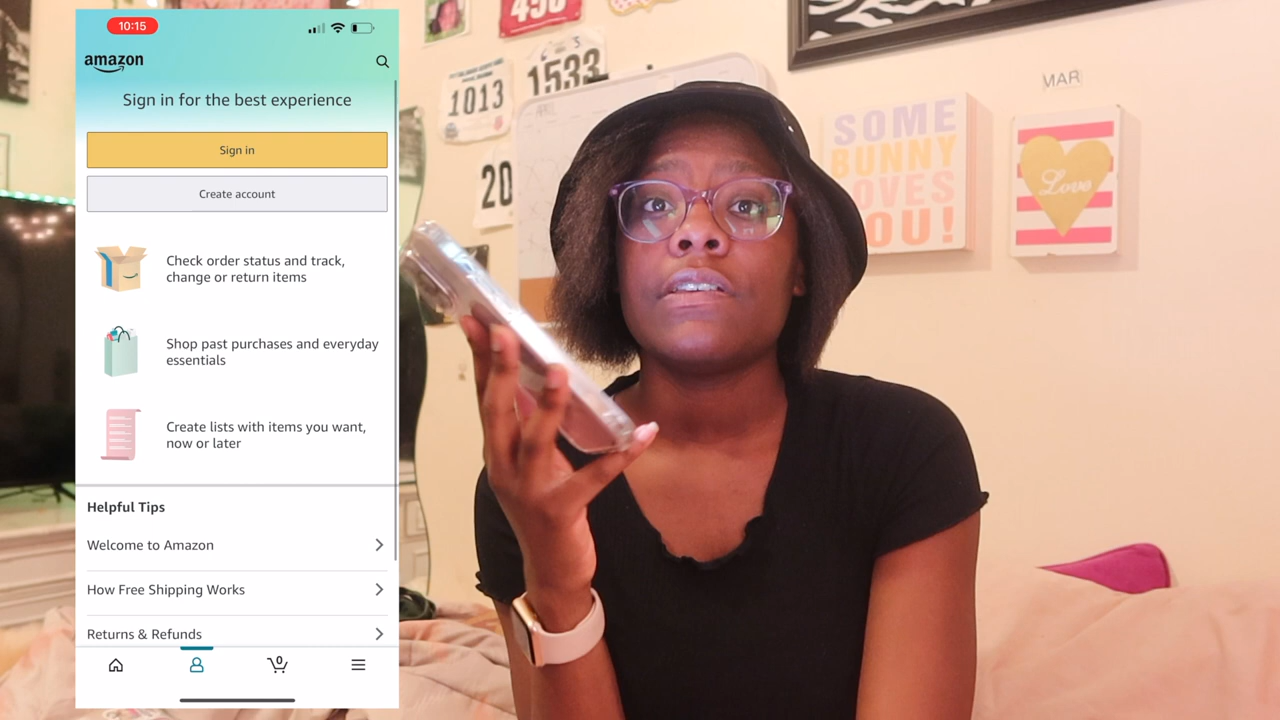 10:15
amazon
Sign in for the best experience
Sign in
Create account
Check order status and track,
change or return items
Shop past purchases and everyday
essentials
Create lists with items you want,
now or later
Helpful Tips
Welcome to Amazon
How Free Shipping Works
Returns & Refunds
0
1013
1533
20
SOME
BUNNY
LOVES
YOU!
MAR
Love